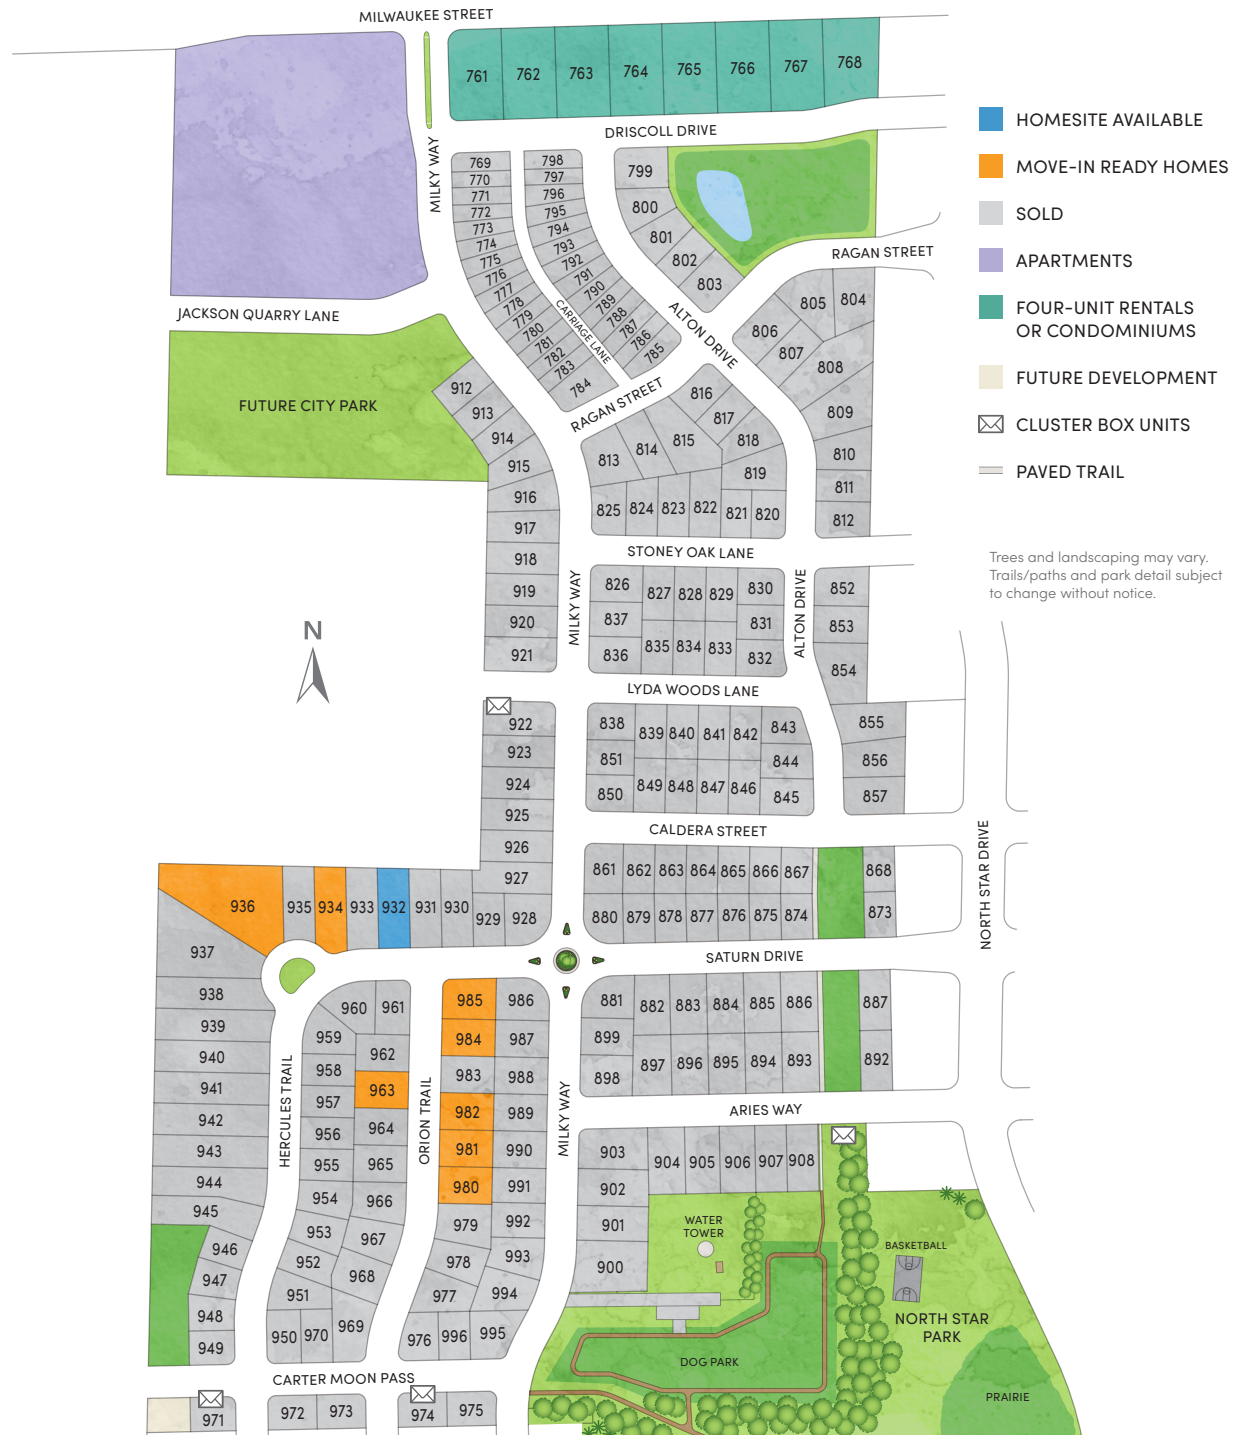 MILWAUKEE STREET
761 762 763 764 765 766 767 768
DRISCOLL DRIVE
MILKY WAY
HOMESITE AVAILABLE
MOVE-IN READY HOMES
SOLD
APARTMENTS
FOUR-UNIT RENTALS
OR CONDOMINIUMS
FUTURE DEVELOPMENT
CLUSTER BOX UNITS
PAVED TRAIL
Trees and landscaping may vary.
Trails/paths and park detail subject
to change without notice.
769
770
771
772
773
774
775
776
777
778
779
780
781
782
783
784
798
797
796
795
794
793
792
791
790
789
788
787
786
785
CARRIAGE LANE
799
800
801
802
803
RAGAN STREET
ALTON DRIVE
805 804
806
807
808
809
810
811
812
JACKSON QUARRY LANE
FUTURE CITY PARK
RAGAN STREET
816
817
818
819
813 814 815
825 824 823 822 821 820
912
913
914
915
916
917
918
919
920
921
STONEY OAK LANE
MILKY WAY
ALTON DRIVE
826 827 828 829 830
837 831
836 835 834 833 832
852
853
854
N
LYDA WOODS LANE
922
923
924
925
926
927
838 839 840 841 842 843
851 844
850 849 848 847 846 845
855
856
857
CALDERA STREET
NORTH STAR DRIVE
861 862 863 864 865 866 867 868
880 879 878 877 876 875 874 873
936 935 934 933 932 931 930 929 928
SATURN DRIVE
937
938
939
940
941
942
943
944
945
946
947
948
949
HERCULES TRAIL
960 961
959
958
957
956
955
954
953
952
951
950 970 969
962
963
964
965
966
967
968
ORION TRAIL
985 986
984 987
983 988
982 989
981 990
980 991
979 992
978 993
977 994
976 996 995
MILKY WAY
881 882 883 884 885 886 887
899
898 897 896 895 894 893 892
ARIES WAY
903 904 905 906 907 908
902
901
900
WATER
TOWER
BASKETBALL
NORTH STAR
PARK
DOG PARK
PRAIRIE
CARTER MOON PASS
971 972 973 974 975